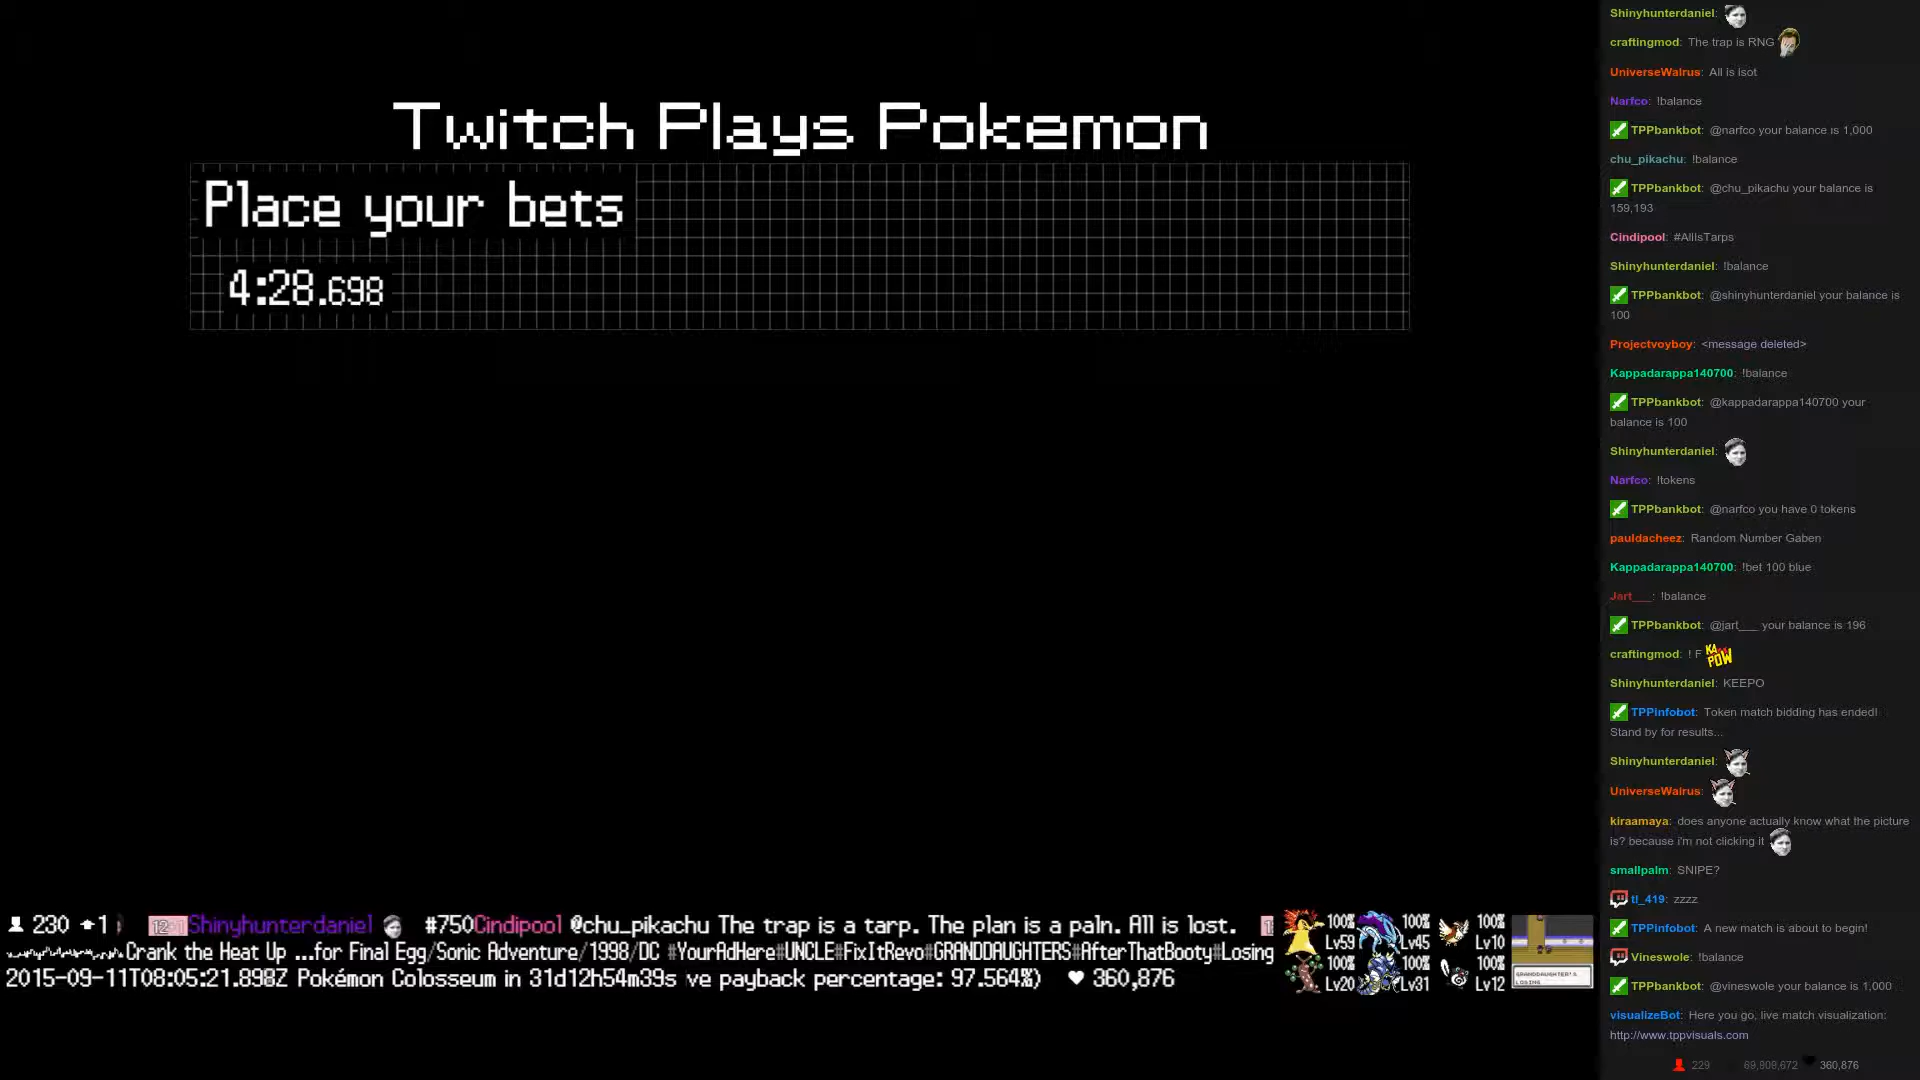 Twitch Plays Pokemon
Place your bets
4:28.698
230 1
12-1 Shinyhunterdaniel #750Cindipool @chu_pikachu The trap is a tarp. The plan is a paln. All is lost.
Crank the Heat Up ...for Final Egg/Sonic Adventure/1998/DC #YourAdHere#UNCLE#FixItRevo#GRANDDAUGHTERS#AfterThatBooty#Losing
2015-09-11T08:05:21.898Z Pokémon Colosseum in 31d12h54m39s ve payback percentage: 97.564%) 360,876
100% 100% 100%
Lv59 Lv45 Lv10
100% 100% 100%
Lv20 Lv31 Lv12
GRANDDAUGHTER's
LOSING
Shinyhunterdaniel:
craftingmod: The trap is RNG
UniverseWalrus: All is isot
Narfco: !balance
TPPbankbot: @narfco your balance is 1,000
chu_pikachu: !balance
TPPbankbot: @chu_pikachu your balance is
159,193
Cindipool: #AllIsTarps
Shinyhunterdaniel: !balance
TPPbankbot: @shinyhunterdaniel your balance is
100
Projectvoyboy: <message deleted>
Kappadarappa140700: !balance
TPPbankbot: @kappadarappa140700 your
balance is 100
Shinyhunterdaniel:
Narfco: !tokens
TPPbankbot: @narfco you have 0 tokens
pauldacheez: Random Number Gaben
Kappadarappa140700: !bet 100 blue
Jart___: !balance
TPPbankbot: @jart___ your balance is 196
craftingmod: ! F KAPOW
Shinyhunterdaniel: KEEPO
TPPinfobot: Token match bidding has ended!
Stand by for results...
Shinyhunterdaniel:
UniverseWalrus:
kiraamaya: does anyone actually know what the picture
is? because i'm not clicking it
smallpalm: SNIPE?
tl_419: zzzz
TPPinfobot: A new match is about to begin!
Vineswole: !balance
TPPbankbot: @vineswole your balance is 1,000
visualizeBot: Here you go, live match visualization:
http://www.tppvisuals.com
229 69,909,672 360,876